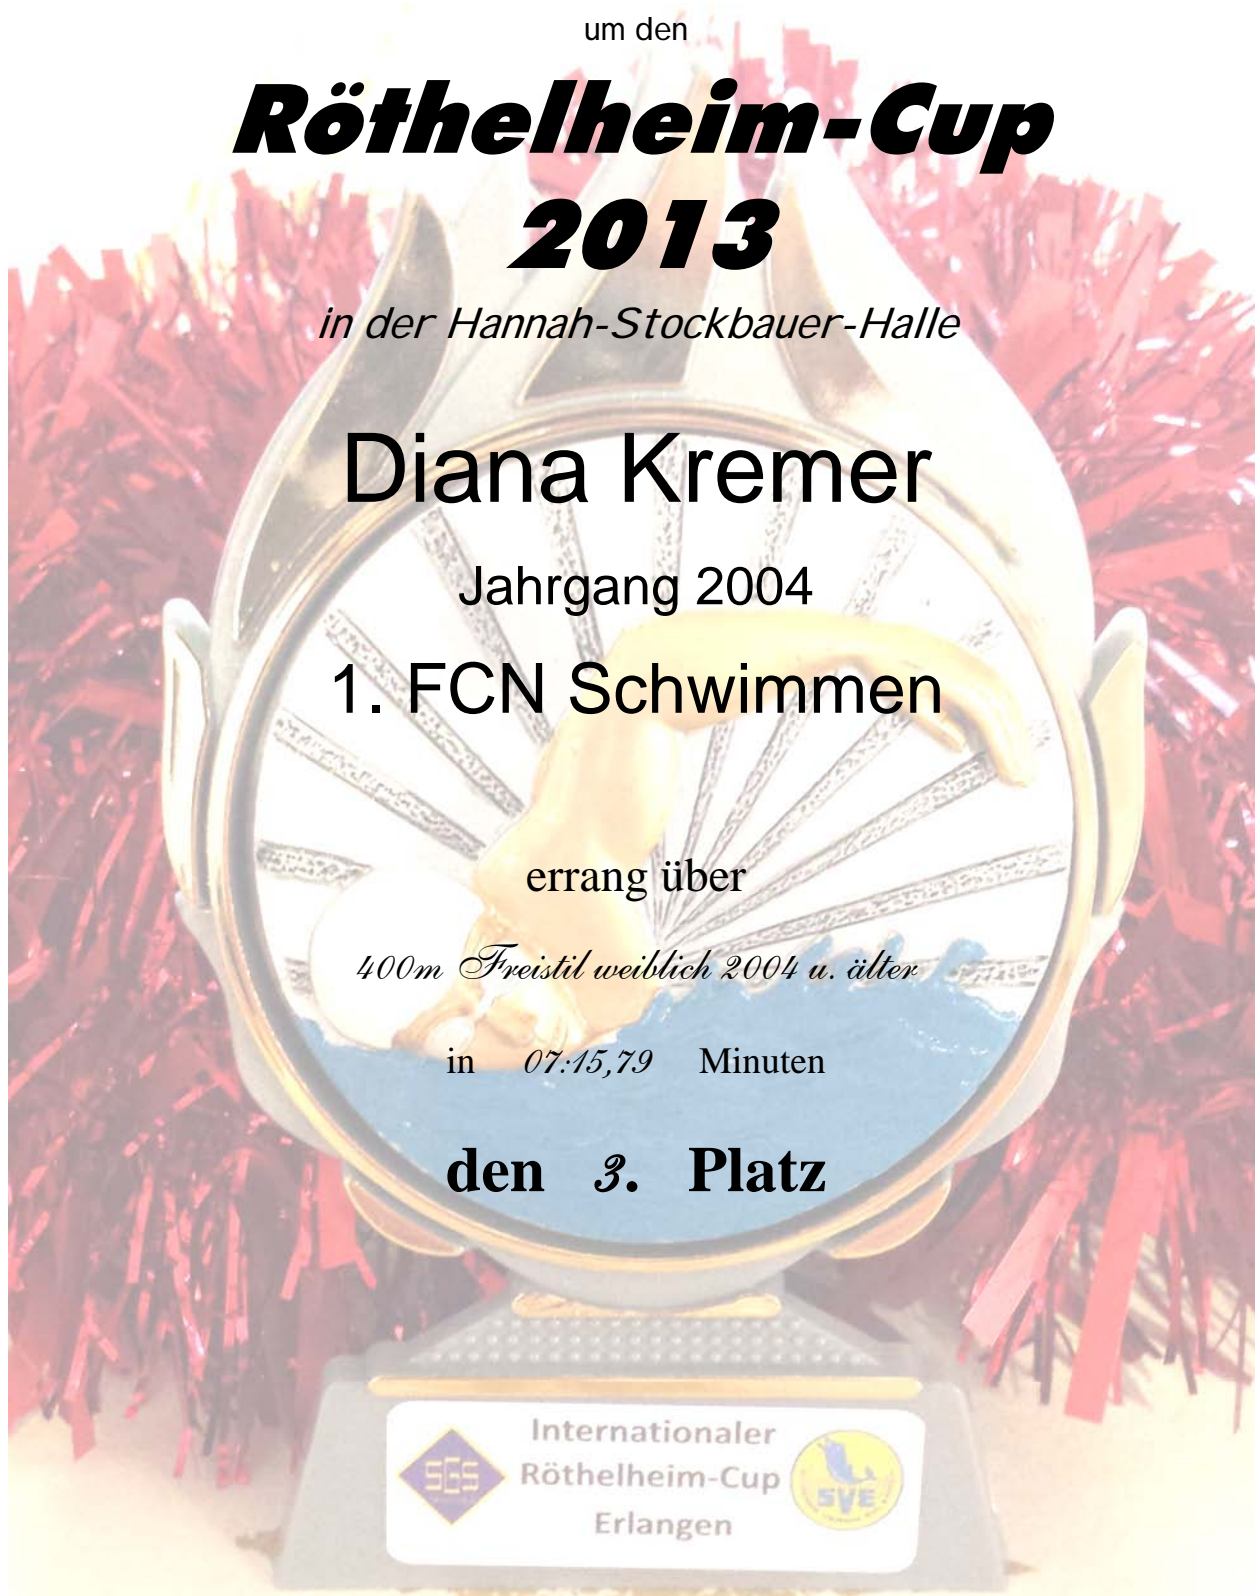 um den
Röthelheim-Cup
2013
in der Hannah-Stockbauer-Halle
Diana Kremer
Jahrgang 2004
1. FCN Schwimmen
errang über
400m Freistil weiblich 2004 u. älter
in 07:15,79 Minuten
den 3. Platz
Internationaler
SGS Röthelheim-Cup SVE
Erlangen